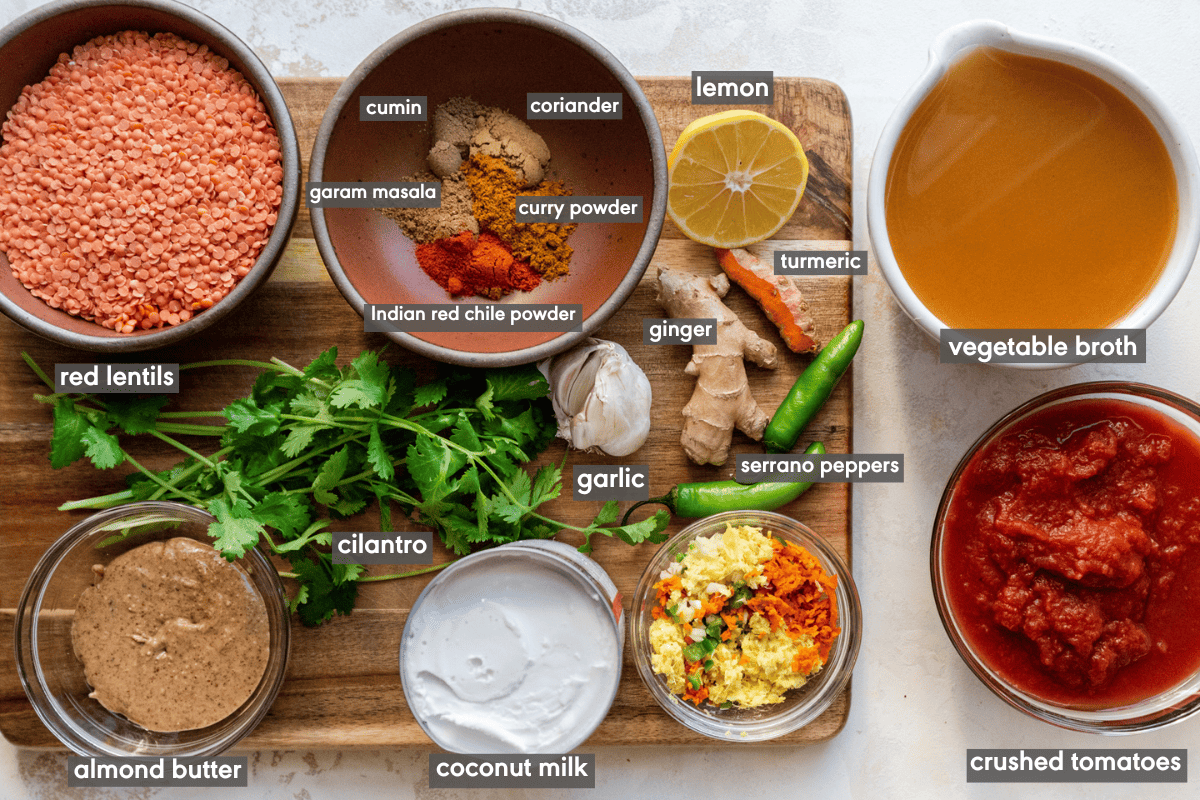 lemon
cumin
coriander
garam masala
curry powder
turmeric
Indian red chile powder
ginger
vegetable broth
red lentils
serrano peppers
garlic
cilantro
almond butter
coconut milk
crushed tomatoes